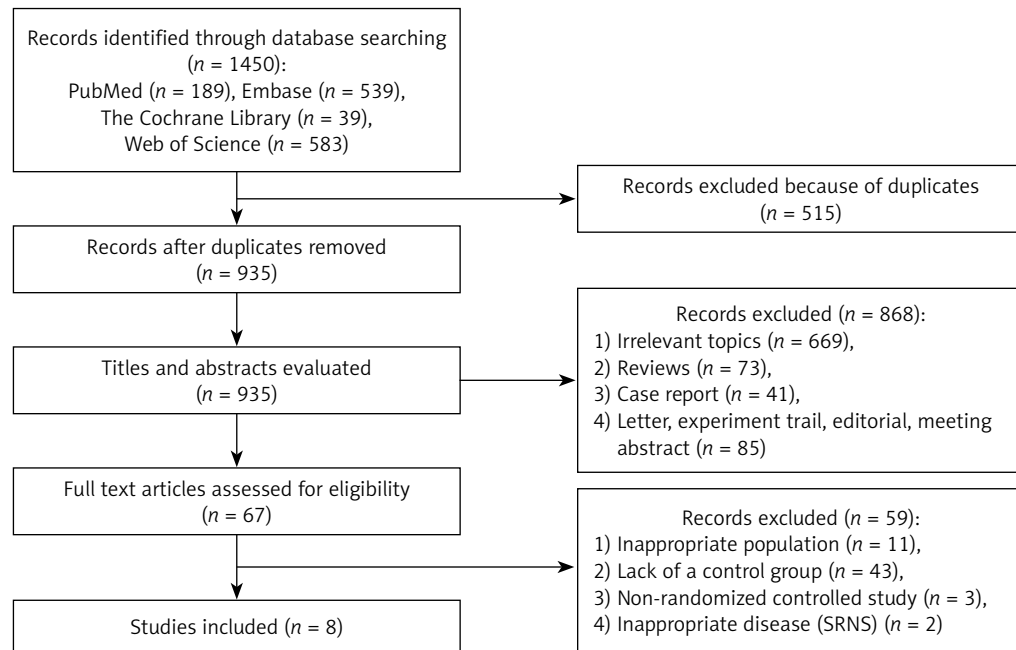 Records identified through database searching
(n = 1450):
PubMed (n = 189), Embase (n = 539),
The Cochrane Library (n = 39),
Web of Science (n = 583)
Records excluded because of duplicates
(n = 515)
Records after duplicates removed
(n = 935)
Titles and abstracts evaluated
(n = 935)
Records excluded (n = 868):
1) Irrelevant topics (n = 669),
2) Reviews (n = 73),
3) Case report (n = 41),
4) Letter, experiment trail, editorial, meeting
abstract (n = 85)
Full text articles assessed for eligibility
(n = 67)
Records excluded (n = 59):
1) Inappropriate population (n = 11),
2) Lack of a control group (n = 43),
3) Non-randomized controlled study (n = 3),
4) Inappropriate disease (SRNS) (n = 2)
Studies included (n = 8)